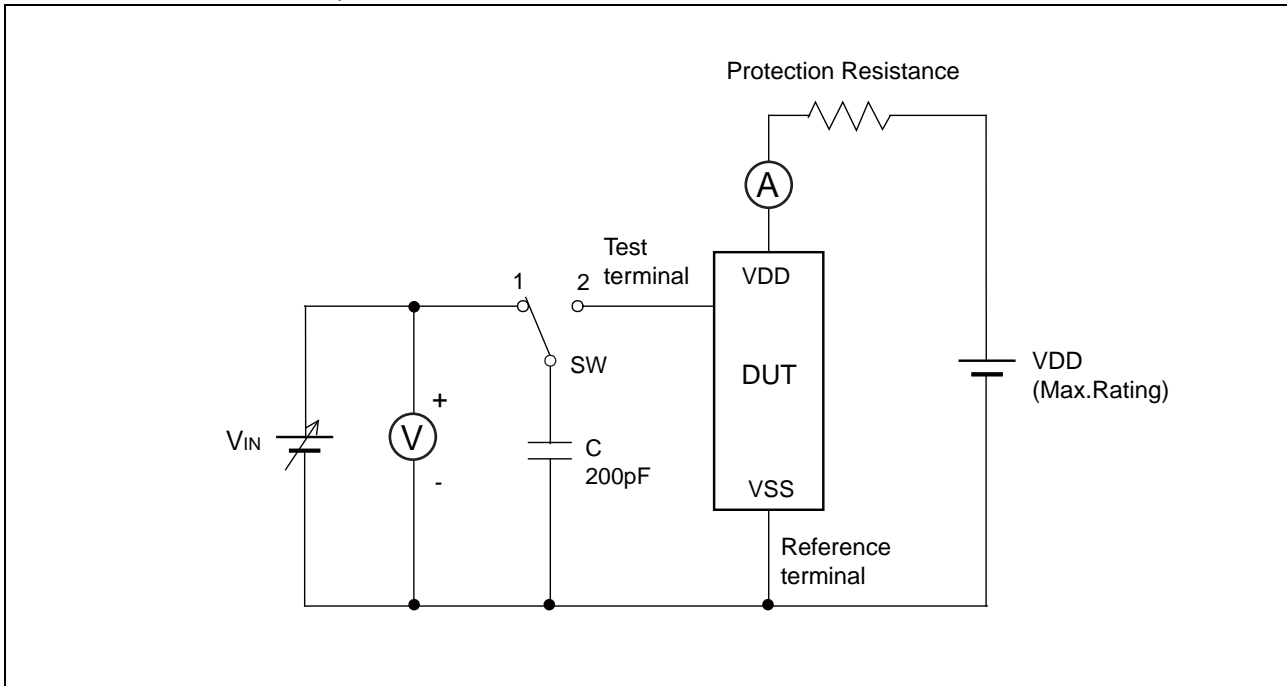 Protection Resistance
A
Test
terminal
1
2
VDD
SW
DUT
VDD
(Max.Rating)
+
VIN
V
C
200pF
-
VSS
Reference
terminal